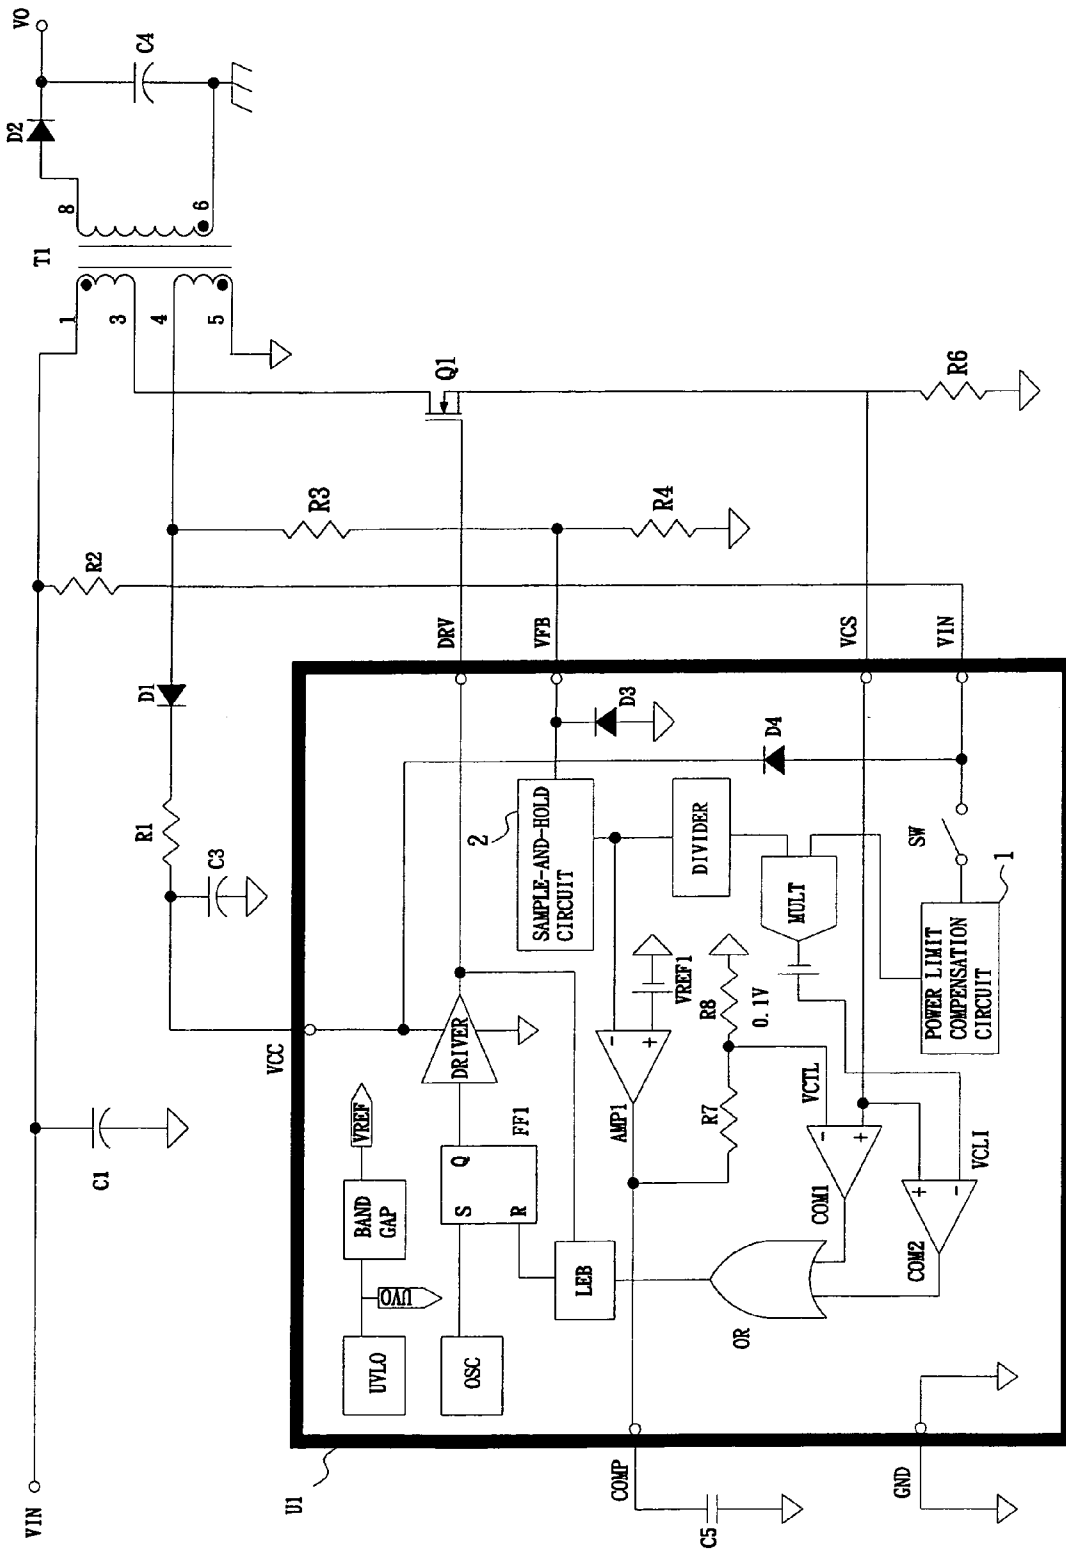 VIN
C1
C3
R1
D1
R2
T1
1
3
4
5
8
6
D2
C4
VO
R3
R4
Q1
R6
U1
VCC
DRV
VFB
VCS
VIN
COMP
GND
C5
UVLO
UVO
BAND
GAP
VREF
OSC
S
Q
R
FF1
DRIVER
LEB
OR
AMP1
-
+
VREF1
SAMPLE-AND-HOLD
CIRCUIT
2
D3
DIVIDER
D4
R7
R8
0.1V
MULT
VCTL
COM1
-
+
COM2
+
-
VCLI
SW
POWER LIMIT
COMPENSATION
CIRCUIT
1